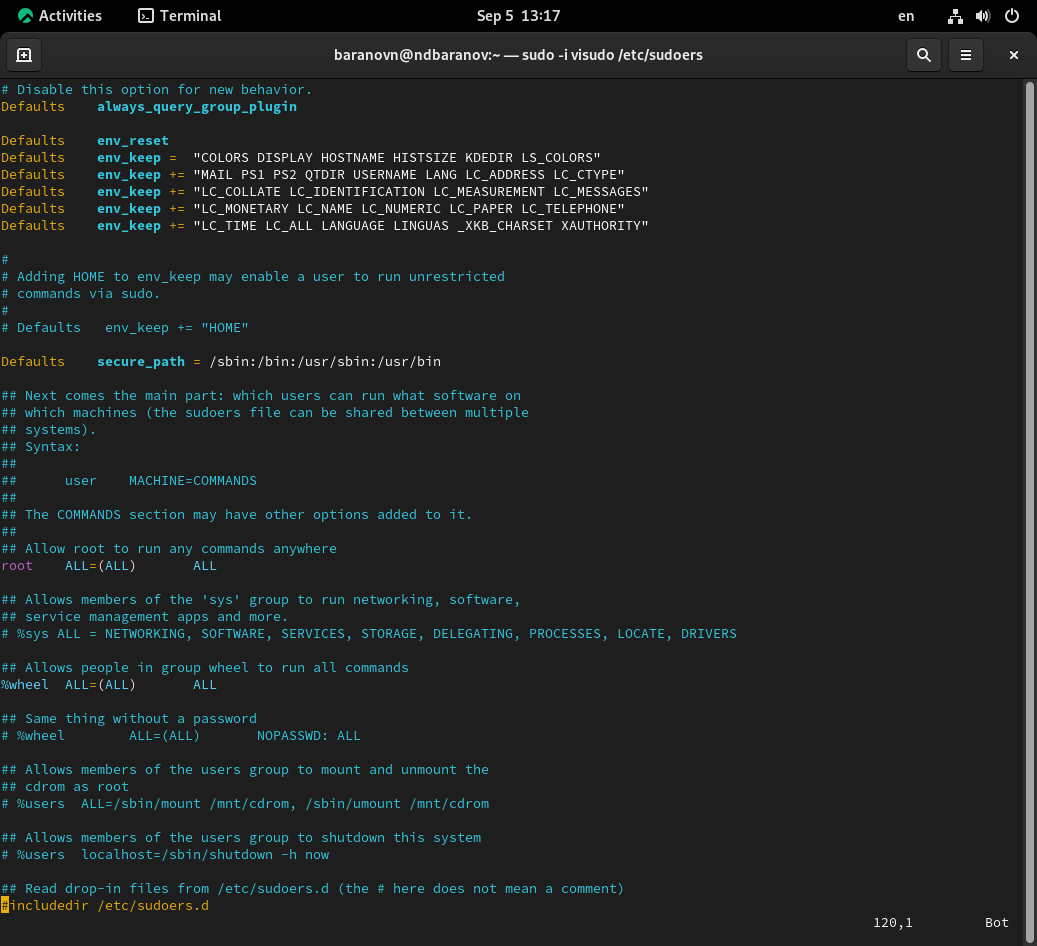 Activities
Terminal
Sep 5 13:17
en
baranovn@ndbaranov:~ — sudo -i visudo /etc/sudoers
# Disable this option for new behavior.
Defaults    always_query_group_plugin
Defaults    env_reset
Defaults    env_keep =  "COLORS DISPLAY HOSTNAME HISTSIZE KDEDIR LS_COLORS"
Defaults    env_keep += "MAIL PS1 PS2 QTDIR USERNAME LANG LC_ADDRESS LC_CTYPE"
Defaults    env_keep += "LC_COLLATE LC_IDENTIFICATION LC_MEASUREMENT LC_MESSAGES"
Defaults    env_keep += "LC_MONETARY LC_NAME LC_NUMERIC LC_PAPER LC_TELEPHONE"
Defaults    env_keep += "LC_TIME LC_ALL LANGUAGE LINGUAS _XKB_CHARSET XAUTHORITY"
#
# Adding HOME to env_keep may enable a user to run unrestricted
# commands via sudo.
#
# Defaults   env_keep += "HOME"
Defaults    secure_path = /sbin:/bin:/usr/sbin:/usr/bin
## Next comes the main part: which users can run what software on
## which machines (the sudoers file can be shared between multiple
## systems).
## Syntax:
##
##      user    MACHINE=COMMANDS
##
## The COMMANDS section may have other options added to it.
##
## Allow root to run any commands anywhere
root    ALL=(ALL)       ALL
## Allows members of the 'sys' group to run networking, software,
## service management apps and more.
# %sys ALL = NETWORKING, SOFTWARE, SERVICES, STORAGE, DELEGATING, PROCESSES, LOCATE, DRIVERS
## Allows people in group wheel to run all commands
%wheel  ALL=(ALL)       ALL
## Same thing without a password
# %wheel        ALL=(ALL)       NOPASSWD: ALL
## Allows members of the users group to mount and unmount the
## cdrom as root
# %users  ALL=/sbin/mount /mnt/cdrom, /sbin/umount /mnt/cdrom
## Allows members of the users group to shutdown this system
# %users  localhost=/sbin/shutdown -h now
## Read drop-in files from /etc/sudoers.d (the # here does not mean a comment)
#includedir /etc/sudoers.d
120,1         Bot